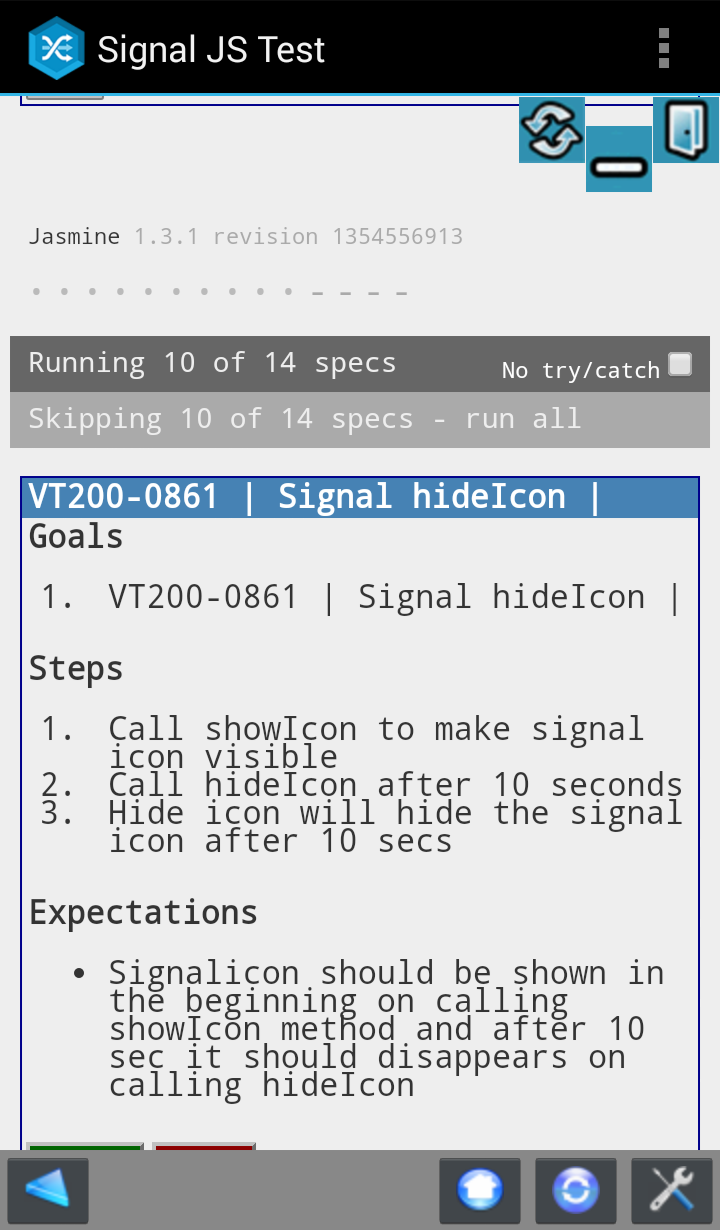 Signal JS Test
Jasmine 1.3.1 revision 1354556913
Running 10 of 14 specs
No try/catch
Skipping 10 of 14 specs - run all
VT200-0861 | Signal hideIcon |
Goals
1. VT200-0861 | Signal hideIcon |
Steps
1. Call showIcon to make signal
icon visible
2. Call hideIcon after 10 seconds
3. Hide icon will hide the signal
icon after 10 secs
Expectations
• Signalicon should be shown in
the beginning on calling
showIcon method and after 10
sec it should disappears on
calling hideIcon